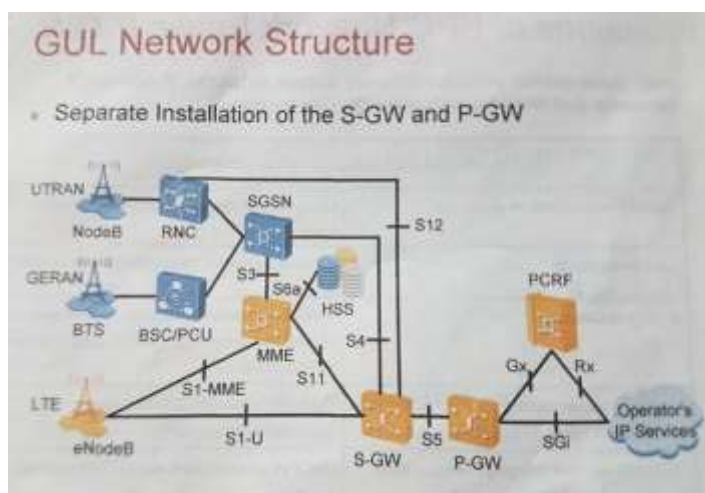 GUL Network Structure
Separate Installation of the S-GW and P-GW
UTRAN
NodeB
RNC
SGSN
S12
GERAN
BTS
BSC/PCU
S3
S6a
HSS
MME
S4
PCRF
Gx
Rx
LTE
eNodeB
S1-MME
S11
S1-U
S-GW
S5
P-GW
SGi
Operator's
IP Services